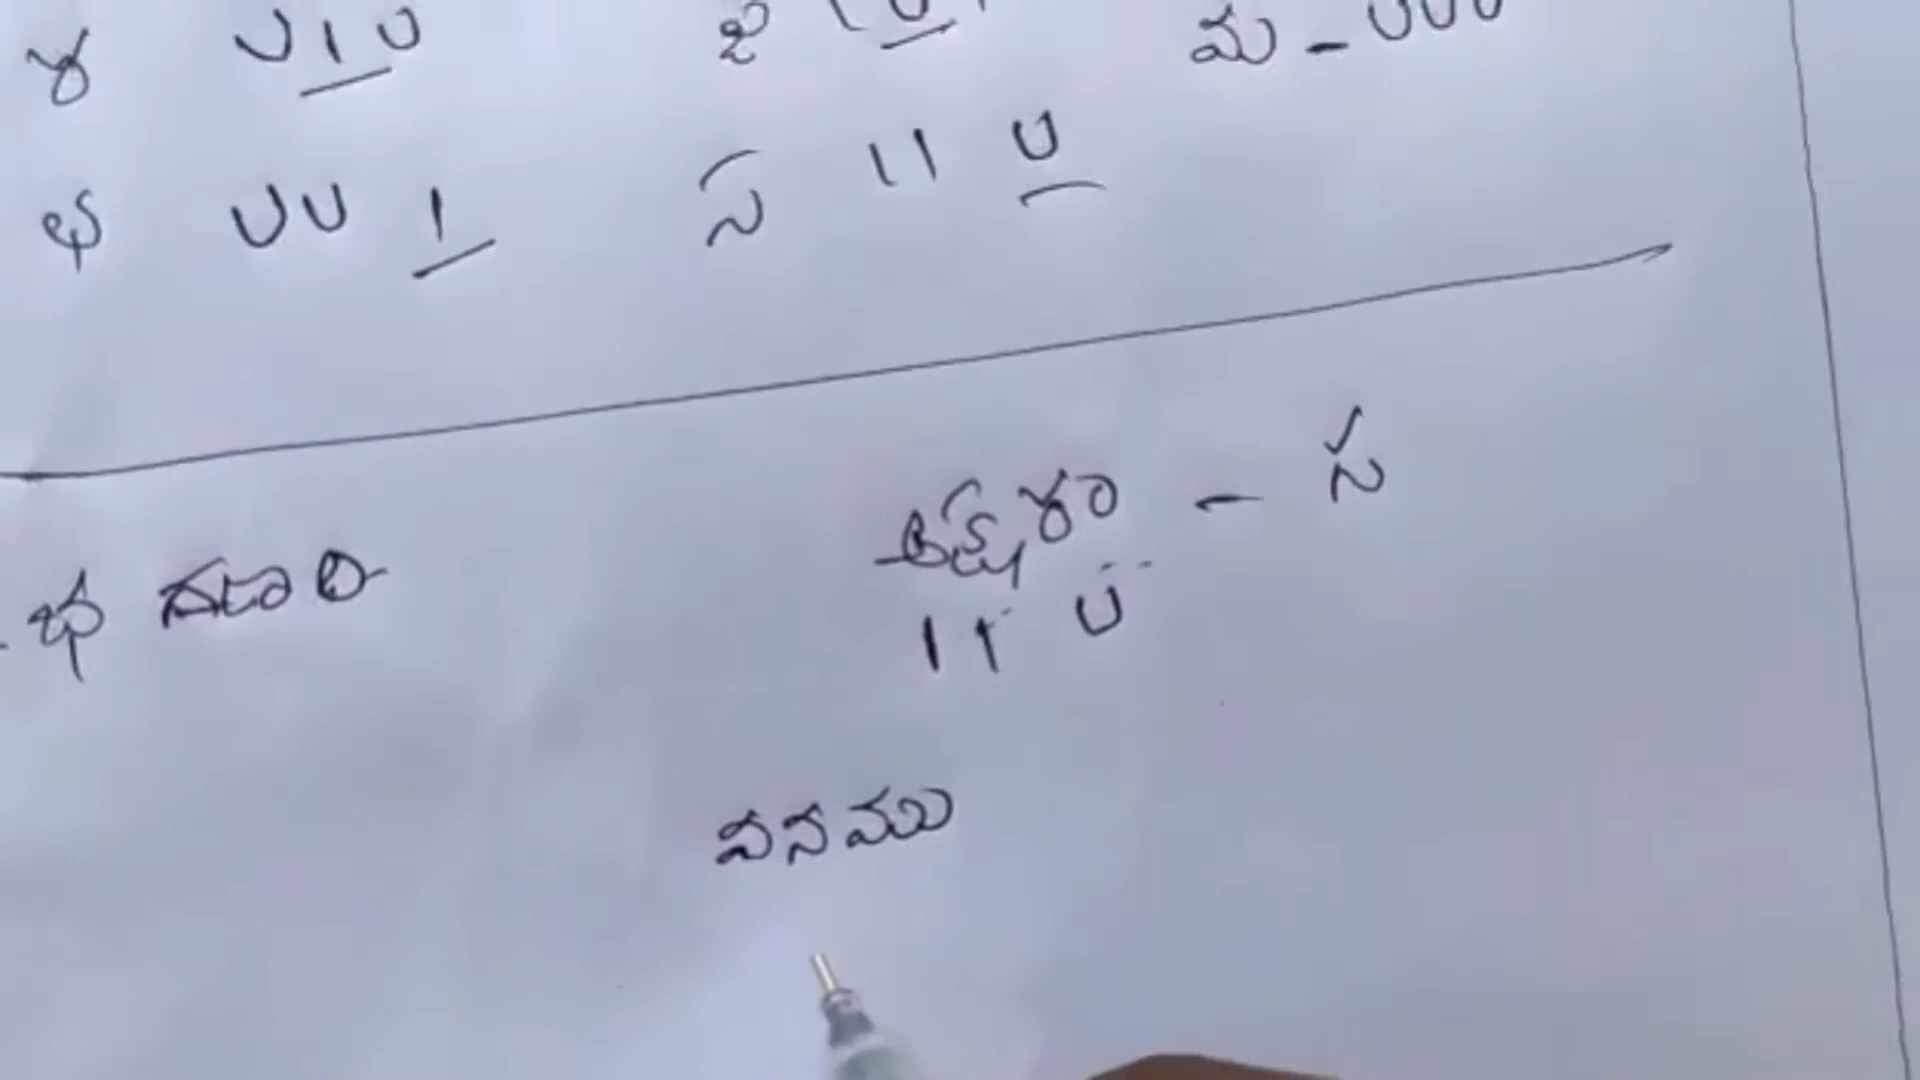 ర U I U జ I U I మ - U U U
భ U U I స I I U
అక్షరా - స
భ గణాది I I U
వినము